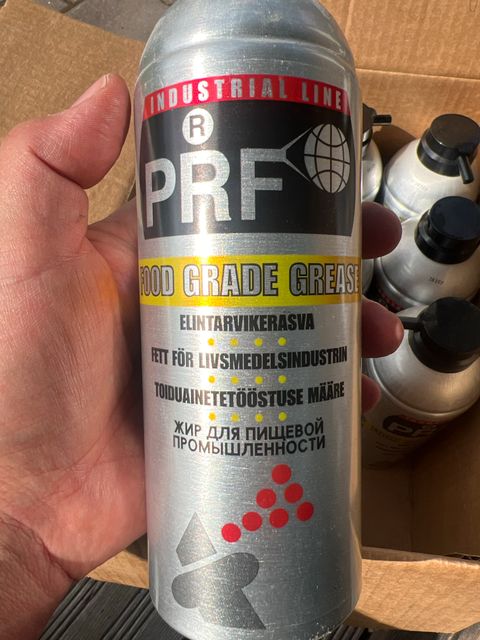 INDUSTRIAL LINE
®
PRF
FOOD GRADE GREASE
ELINTARVIKERASVA
FETT FÖR LIVSMEDELSINDUSTRIN
TOIDUAINETETÖÖSTUSE MÄÄRE
ЖИР ДЛЯ ПИЩЕВОЙ
ПРОМЫШЛЕННОСТИ